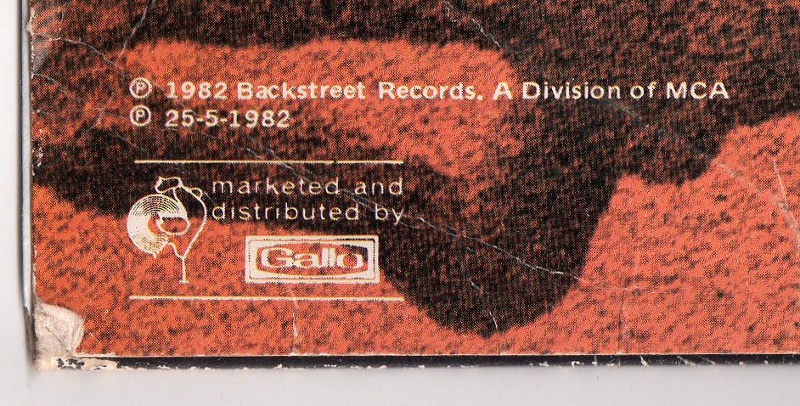 ℗ 1982 Backstreet Records. A Division of MCA
℗ 25-5-1982
marketed and
distributed by
Gallo